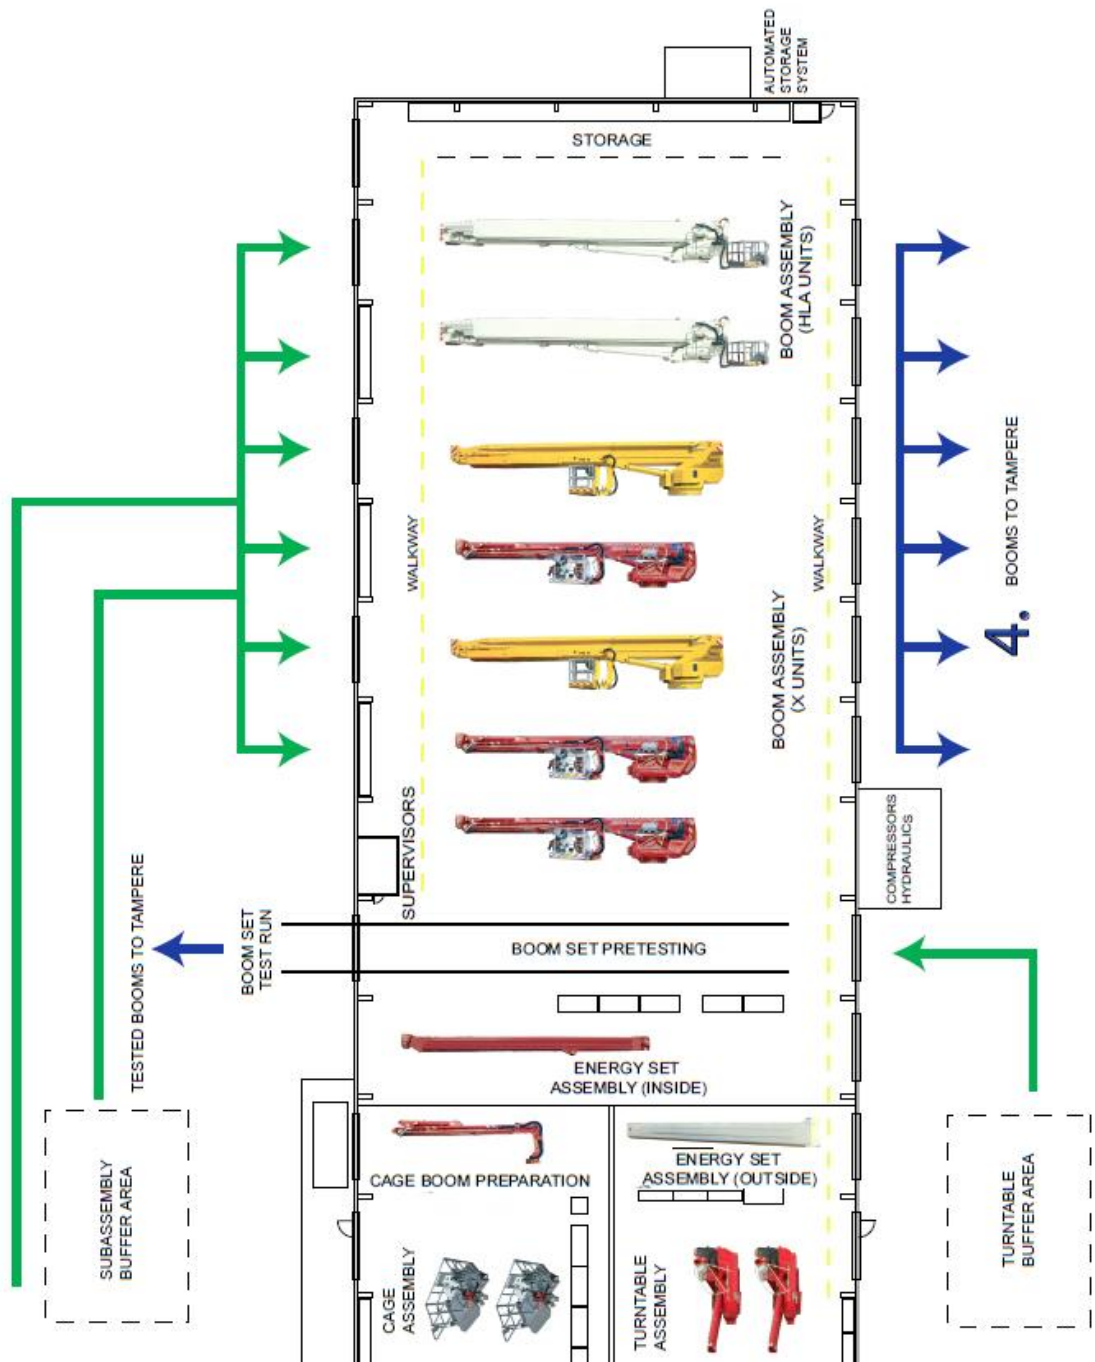 AUTOMATED
STORAGE
SYSTEM
STORAGE
BOOM ASSEMBLY
(HLA UNITS)
WALKWAY
WALKWAY
BOOM ASSEMBLY
(X UNITS)
4.
BOOMS TO TAMPERE
SUPERVISORS
COMPRESSORS
HYDRAULICS
TESTED BOOMS TO TAMPERE
BOOM SET
TEST RUN
BOOM SET PRETESTING
ENERGY SET
ASSEMBLY (INSIDE)
SUBASSEMBLY
BUFFER AREA
CAGE BOOM PREPARATION
ENERGY SET
ASSEMBLY (OUTSIDE)
TURNTABLE
BUFFER AREA
CAGE
ASSEMBLY
TURNTABLE
ASSEMBLY